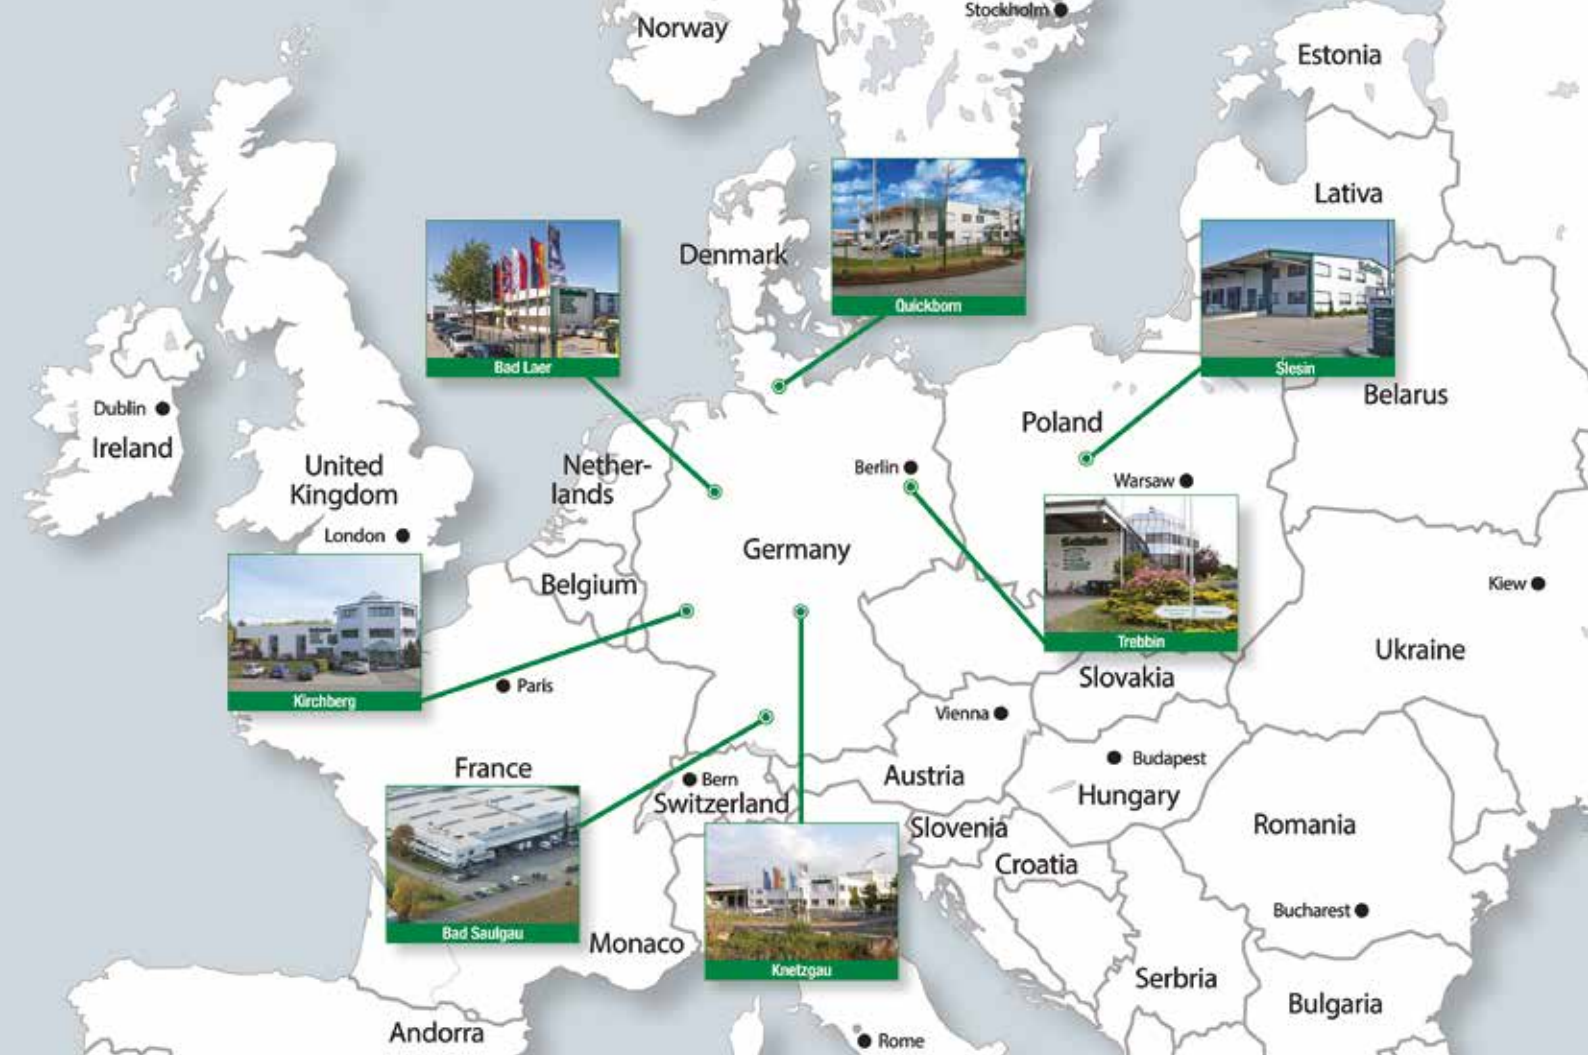 Stockholm
Norway
Estonia
Lativa
Denmark
Quickborn
Bad Laer
Slesin
Belarus
Dublin
Ireland
Poland
United
Kingdom
Nether-
lands
Berlin
Warsaw
London
Germany
Belgium
Kiew
Trebbin
Ukraine
Slovakia
Paris
Kirchberg
Vienna
France
Bern
Switzerland
Austria
Budapest
Hungary
Slovenia
Croatia
Romania
Bucharest
Bad Saulgau
Monaco
Knetzgau
Serbria
Bulgaria
Andorra
Rome